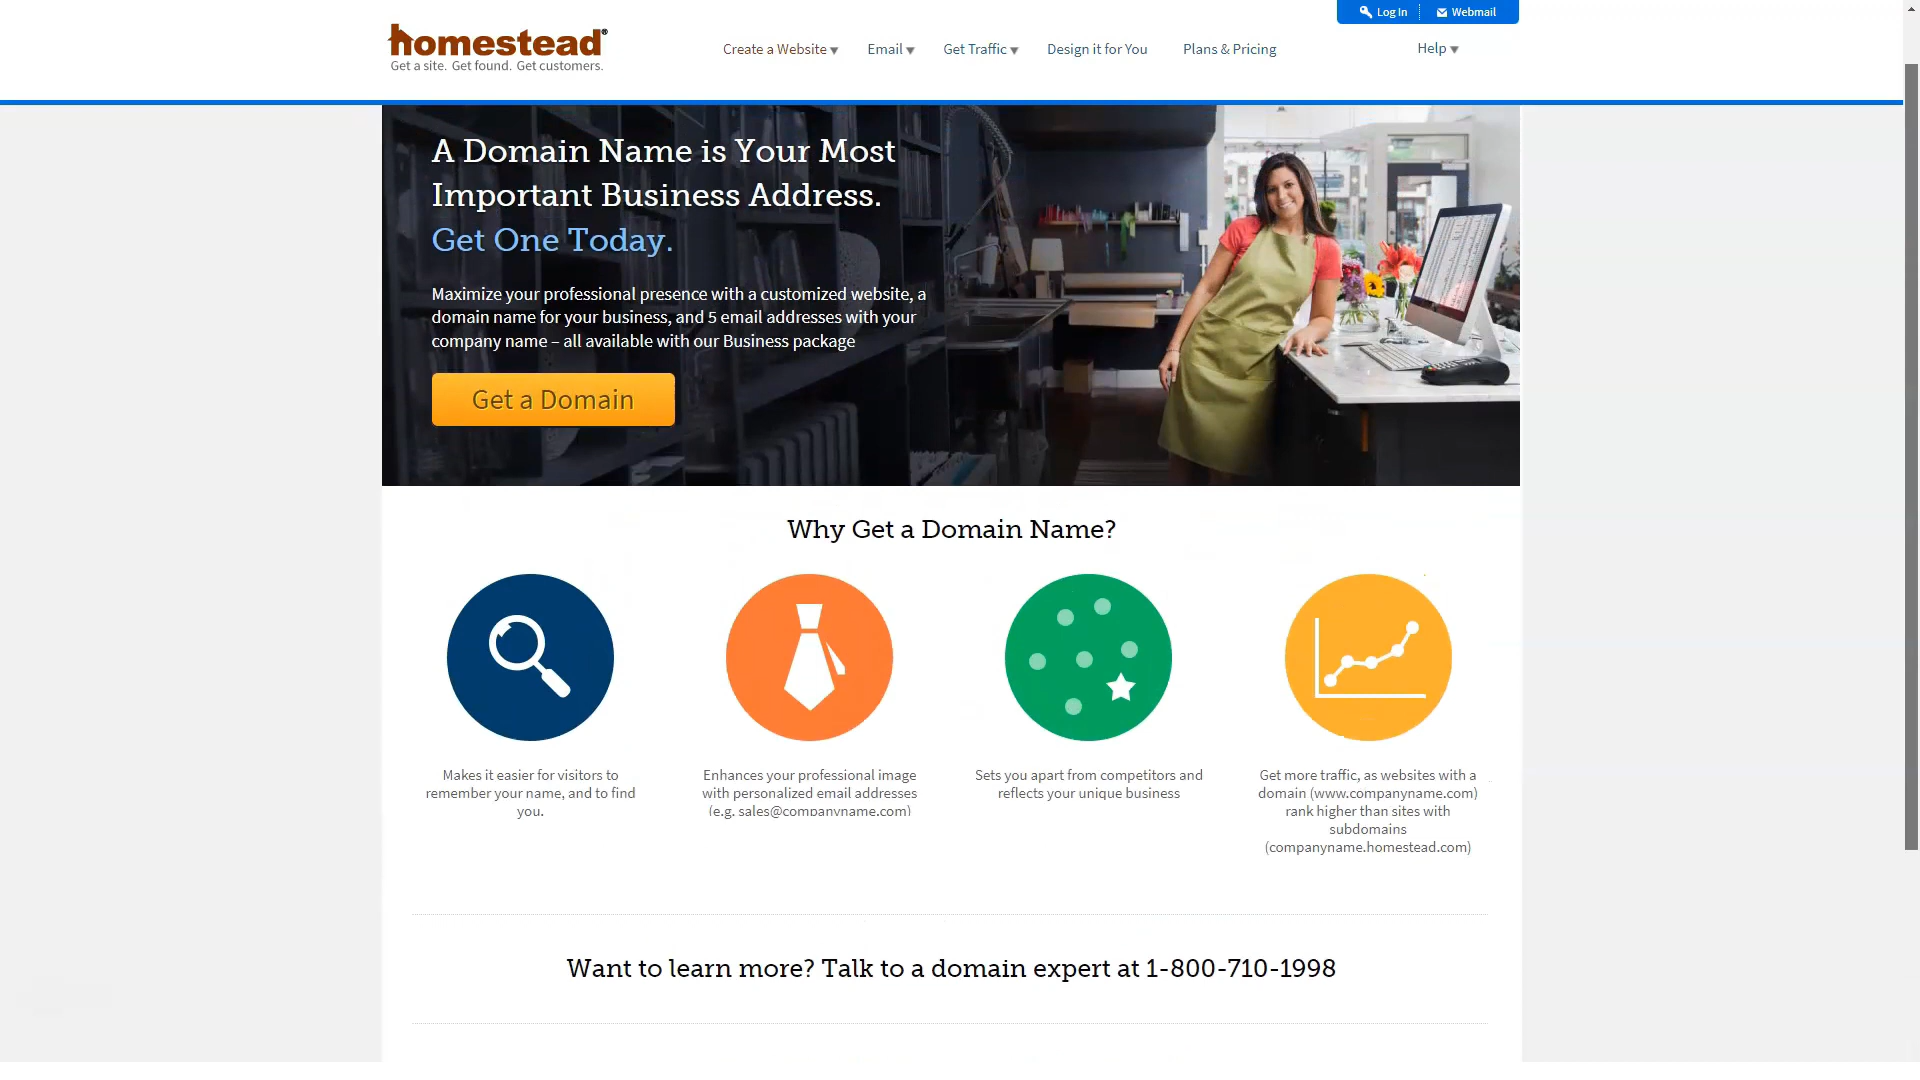 Log In
Webmail
homestead®
Get a site. Get found. Get customers.
Create a Website
Email
Get Traffic
Design it for You
Plans & Pricing
Help
A Domain Name is Your Most
Important Business Address.
Get One Today.
Maximize your professional presence with a customized website, a
domain name for your business, and 5 email addresses with your
company name – all available with our Business package
Get a Domain
Why Get a Domain Name?
Makes it easier for visitors to
remember your name, and to find
you.
Enhances your professional image
with personalized email addresses
(e.g. sales@companyname.com)
Sets you apart from competitors and
reflects your unique business
Get more traffic, as websites with a
domain (www.companyname.com)
rank higher than sites with
subdomains
(companyname.homestead.com)
Want to learn more? Talk to a domain expert at 1-800-710-1998